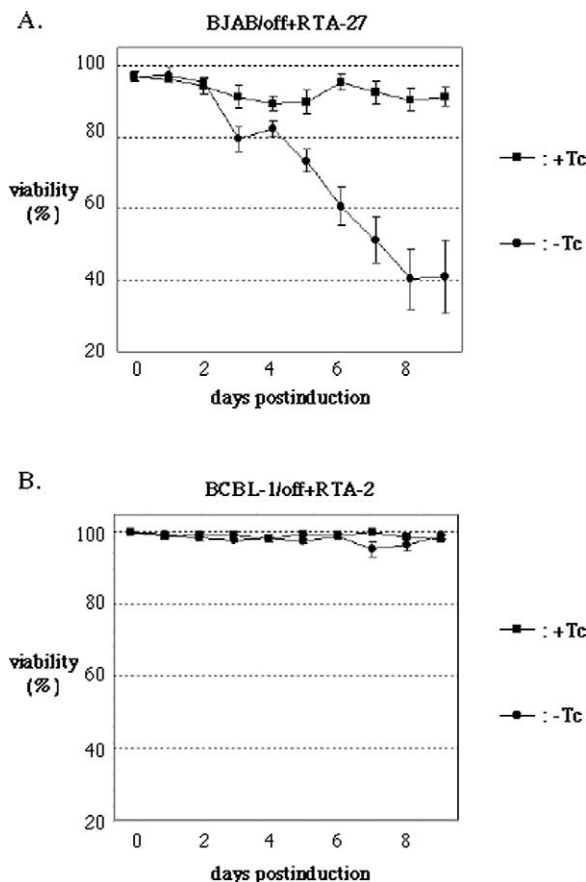 A.
BJAB/off+RTA-27
100
80
60
40
20
viability
(%)
0 2 4 6 8
days postinduction
: +Tc
: -Tc
B.
BCBL-1/off+RTA-2
100
80
60
40
20
viability
(%)
0 2 4 6 8
days postinduction
: +Tc
: -Tc